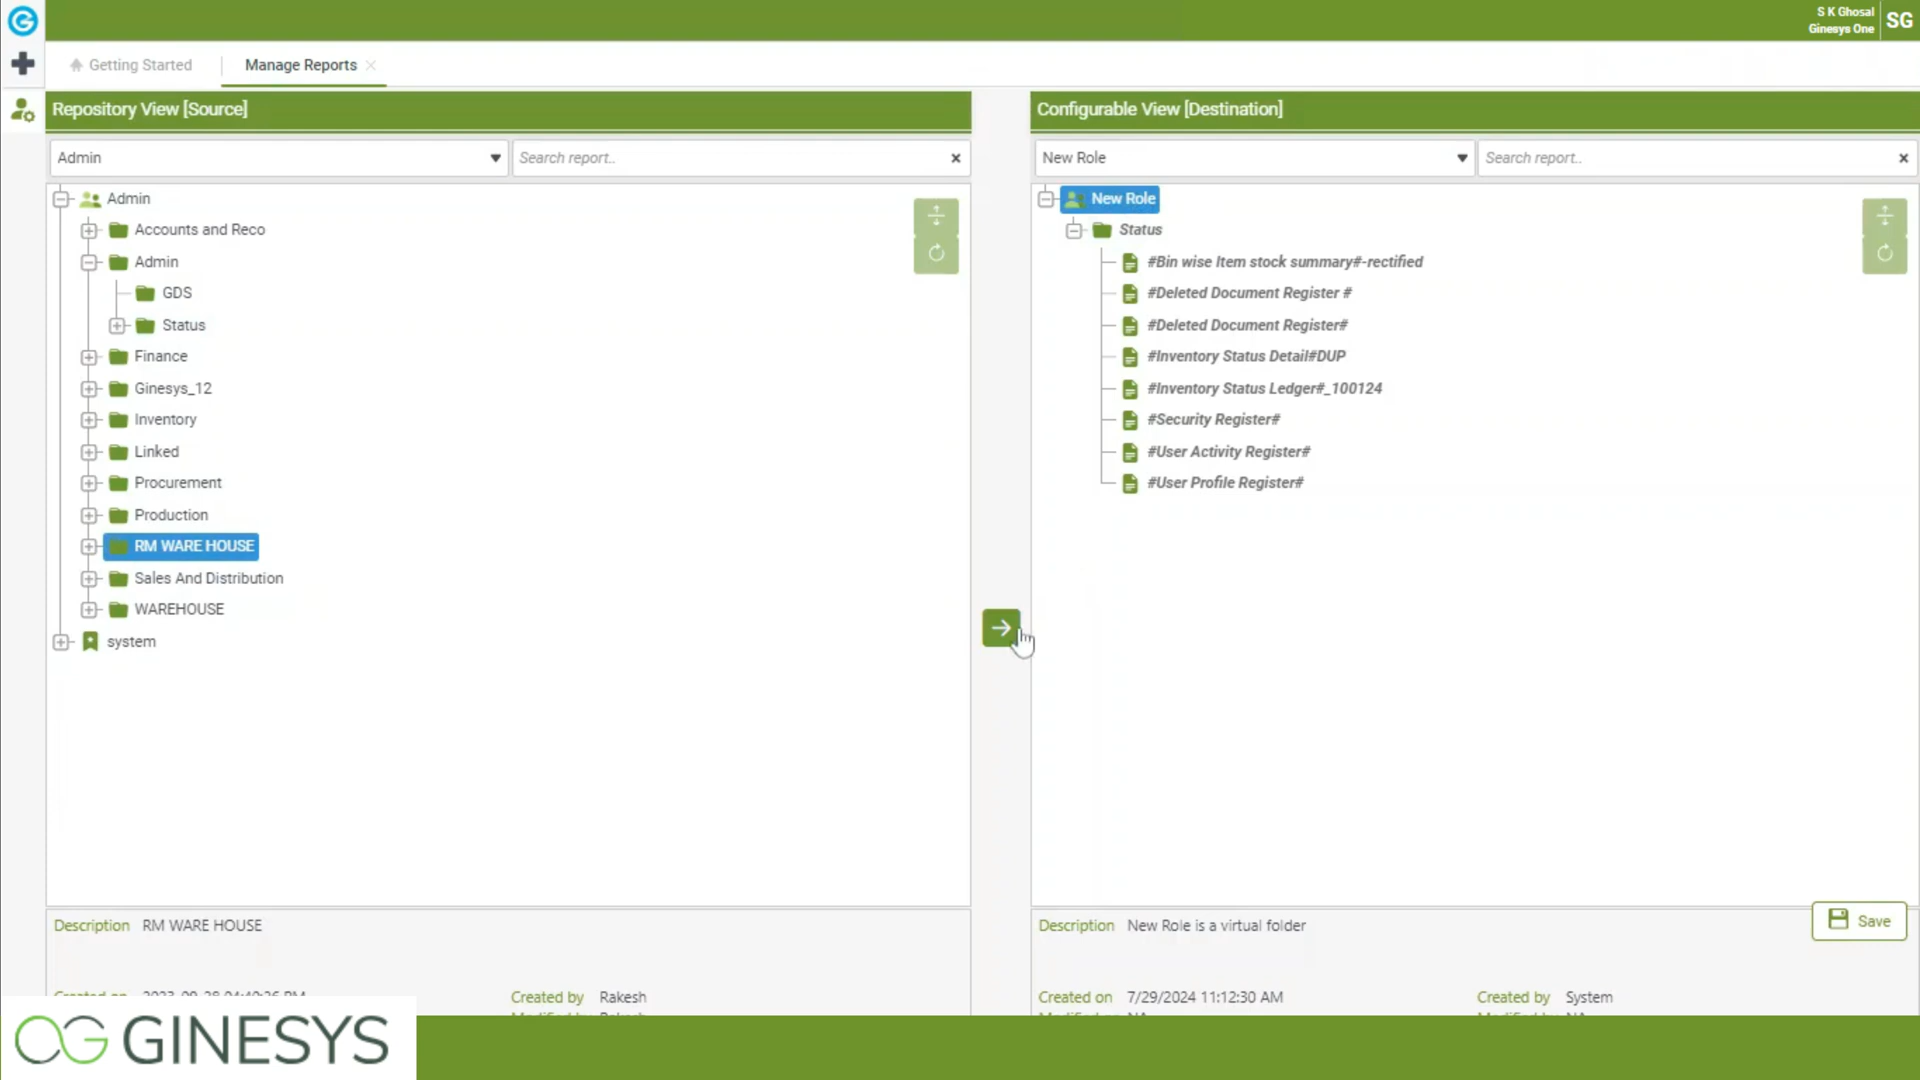 S K Ghosal
Ginesys One
SG
Getting Started
Manage Reports
Repository View [Source]
Admin
Search report..
Admin
Accounts and Reco
Admin
GDS
Status
Finance
Ginesys_12
Inventory
Linked
Procurement
Production
RM WARE HOUSE
Sales And Distribution
WAREHOUSE
system
Description RM WARE HOUSE
Created by Rakesh
Configurable View [Destination]
New Role
Search report..
New Role
Status
#Bin wise Item stock summary#-rectified
#Deleted Document Register #
#Deleted Document Register#
#Inventory Status Detail#DUP
#Inventory Status Ledger#_100124
#Security Register#
#User Activity Register#
#User Profile Register#
Description New Role is a virtual folder
Save
Created on 7/29/2024 11:12:30 AM
Created by System
GINESYS